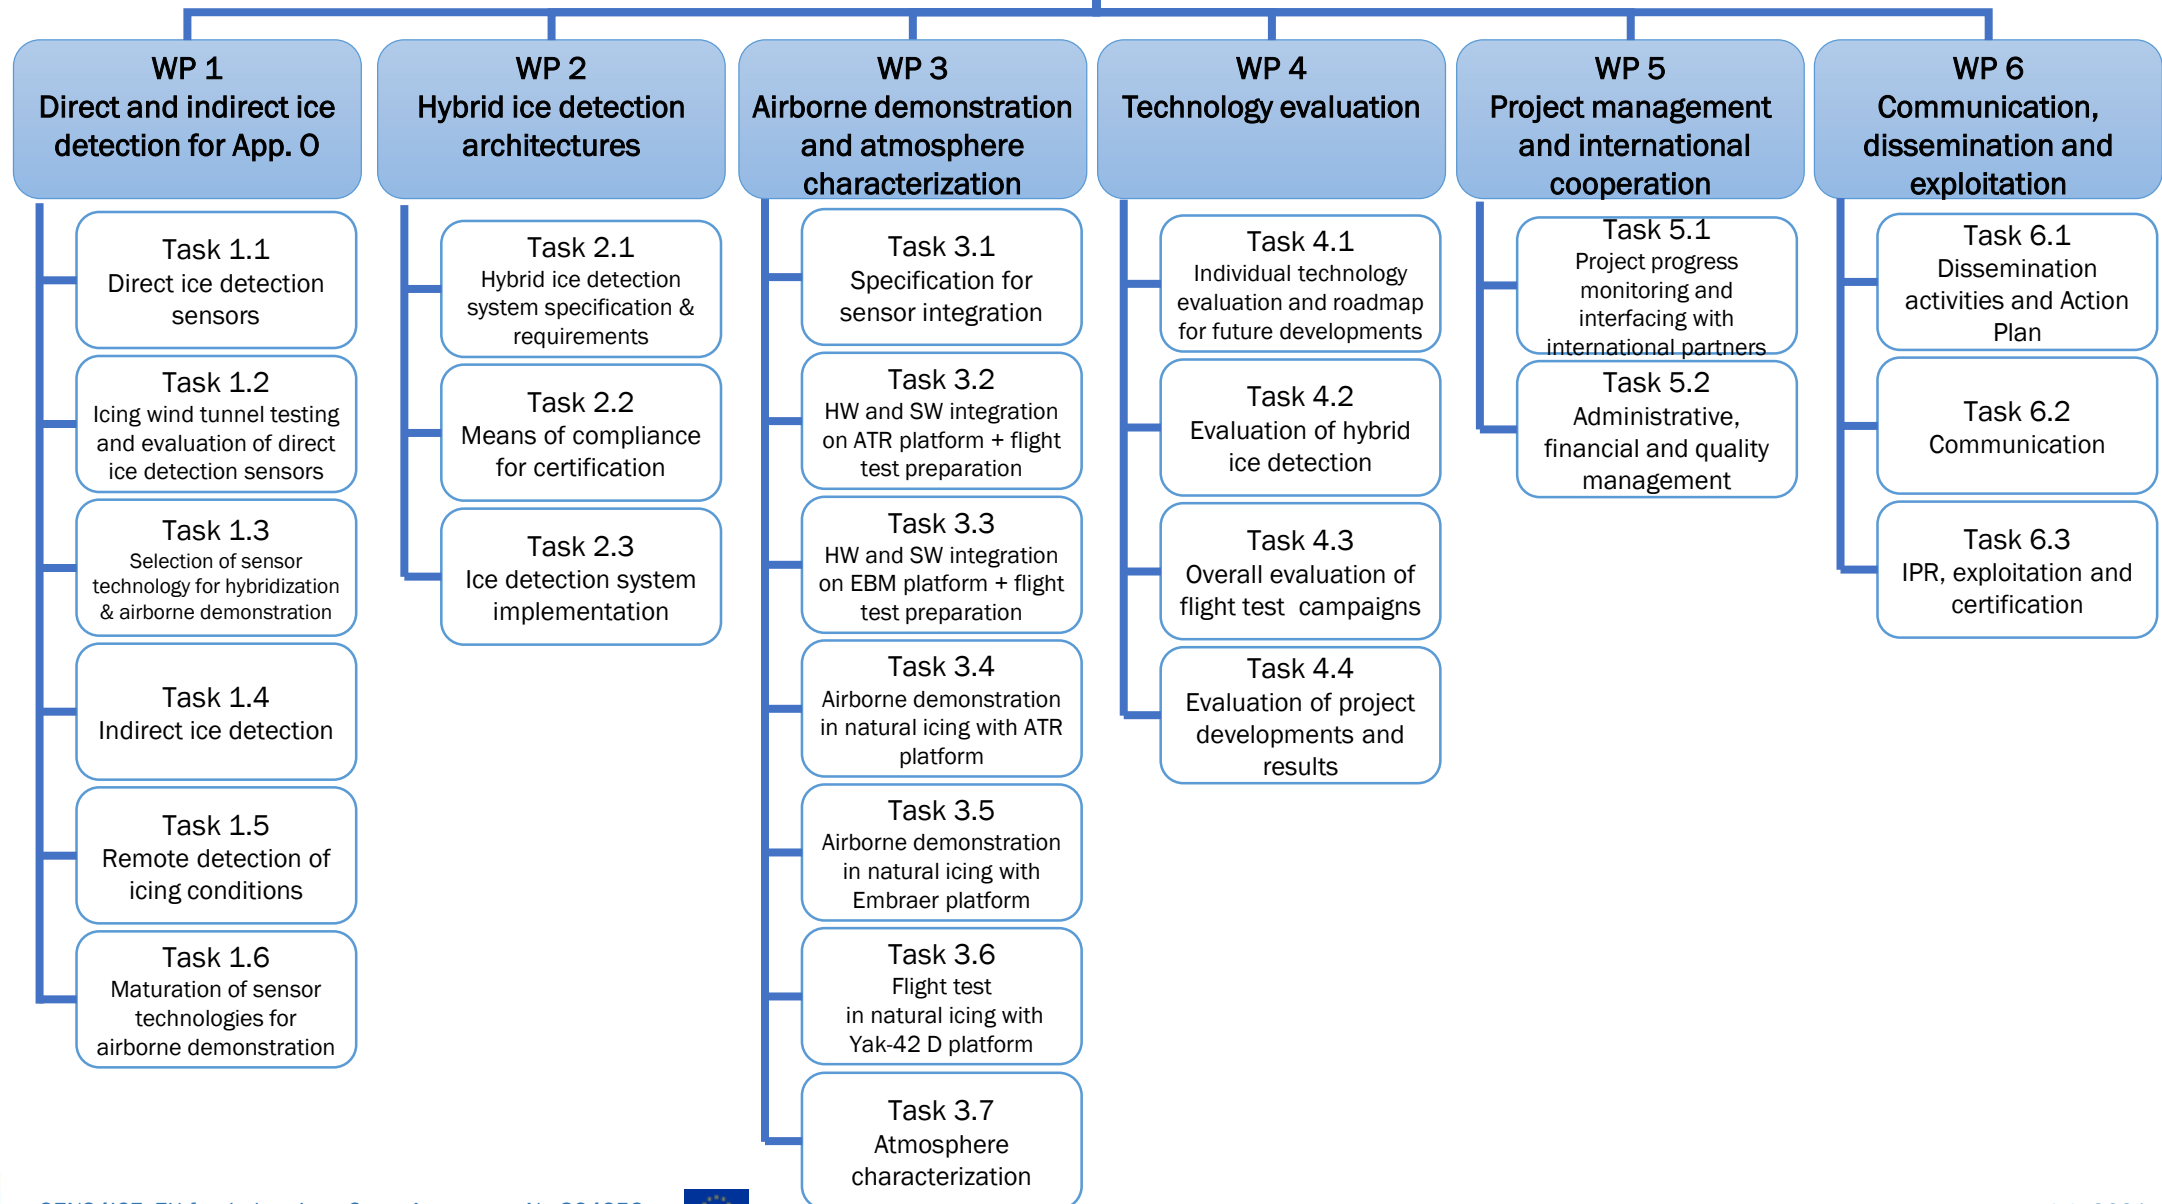 WP 1
Direct and indirect ice
detection for App. O
WP 2
Hybrid ice detection
architectures
WP 3
Airborne demonstration
and atmosphere
characterization
WP 4
Technology evaluation
WP 5
Project management
and international
cooperation
WP 6
Communication,
dissemination and
exploitation
Task 1.1
Direct ice detection
sensors
Task 1.2
Icing wind tunnel testing
and evaluation of direct
ice detection sensors
Task 1.3
Selection of sensor
technology for hybridization
& airborne demonstration
Task 1.4
Indirect ice detection
Task 1.5
Remote detection of
icing conditions
Task 1.6
Maturation of sensor
technologies for
airborne demonstration
Task 2.1
Hybrid ice detection
system specification &
requirements
Task 2.2
Means of compliance
for certification
Task 2.3
Ice detection system
implementation
Task 3.1
Specification for
sensor integration
Task 3.2
HW and SW integration
on ATR platform + flight
test preparation
Task 3.3
HW and SW integration
on EBM platform + flight
test preparation
Task 3.4
Airborne demonstration
in natural icing with ATR
platform
Task 3.5
Airborne demonstration
in natural icing with
Embraer platform
Task 3.6
Flight test
in natural icing with
Yak-42 D platform
Task 3.7
Atmosphere
characterization
Task 4.1
Individual technology
evaluation and roadmap
for future developments
Task 4.2
Evaluation of hybrid
ice detection
Task 4.3
Overall evaluation of
flight test campaigns
Task 4.4
Evaluation of project
developments and
results
Task 5.1
Project progress
monitoring and
interfacing with
international partners
Task 5.2
Administrative,
financial and quality
management
Task 6.1
Dissemination
activities and Action
Plan
Task 6.2
Communication
Task 6.3
IPR, exploitation and
certification